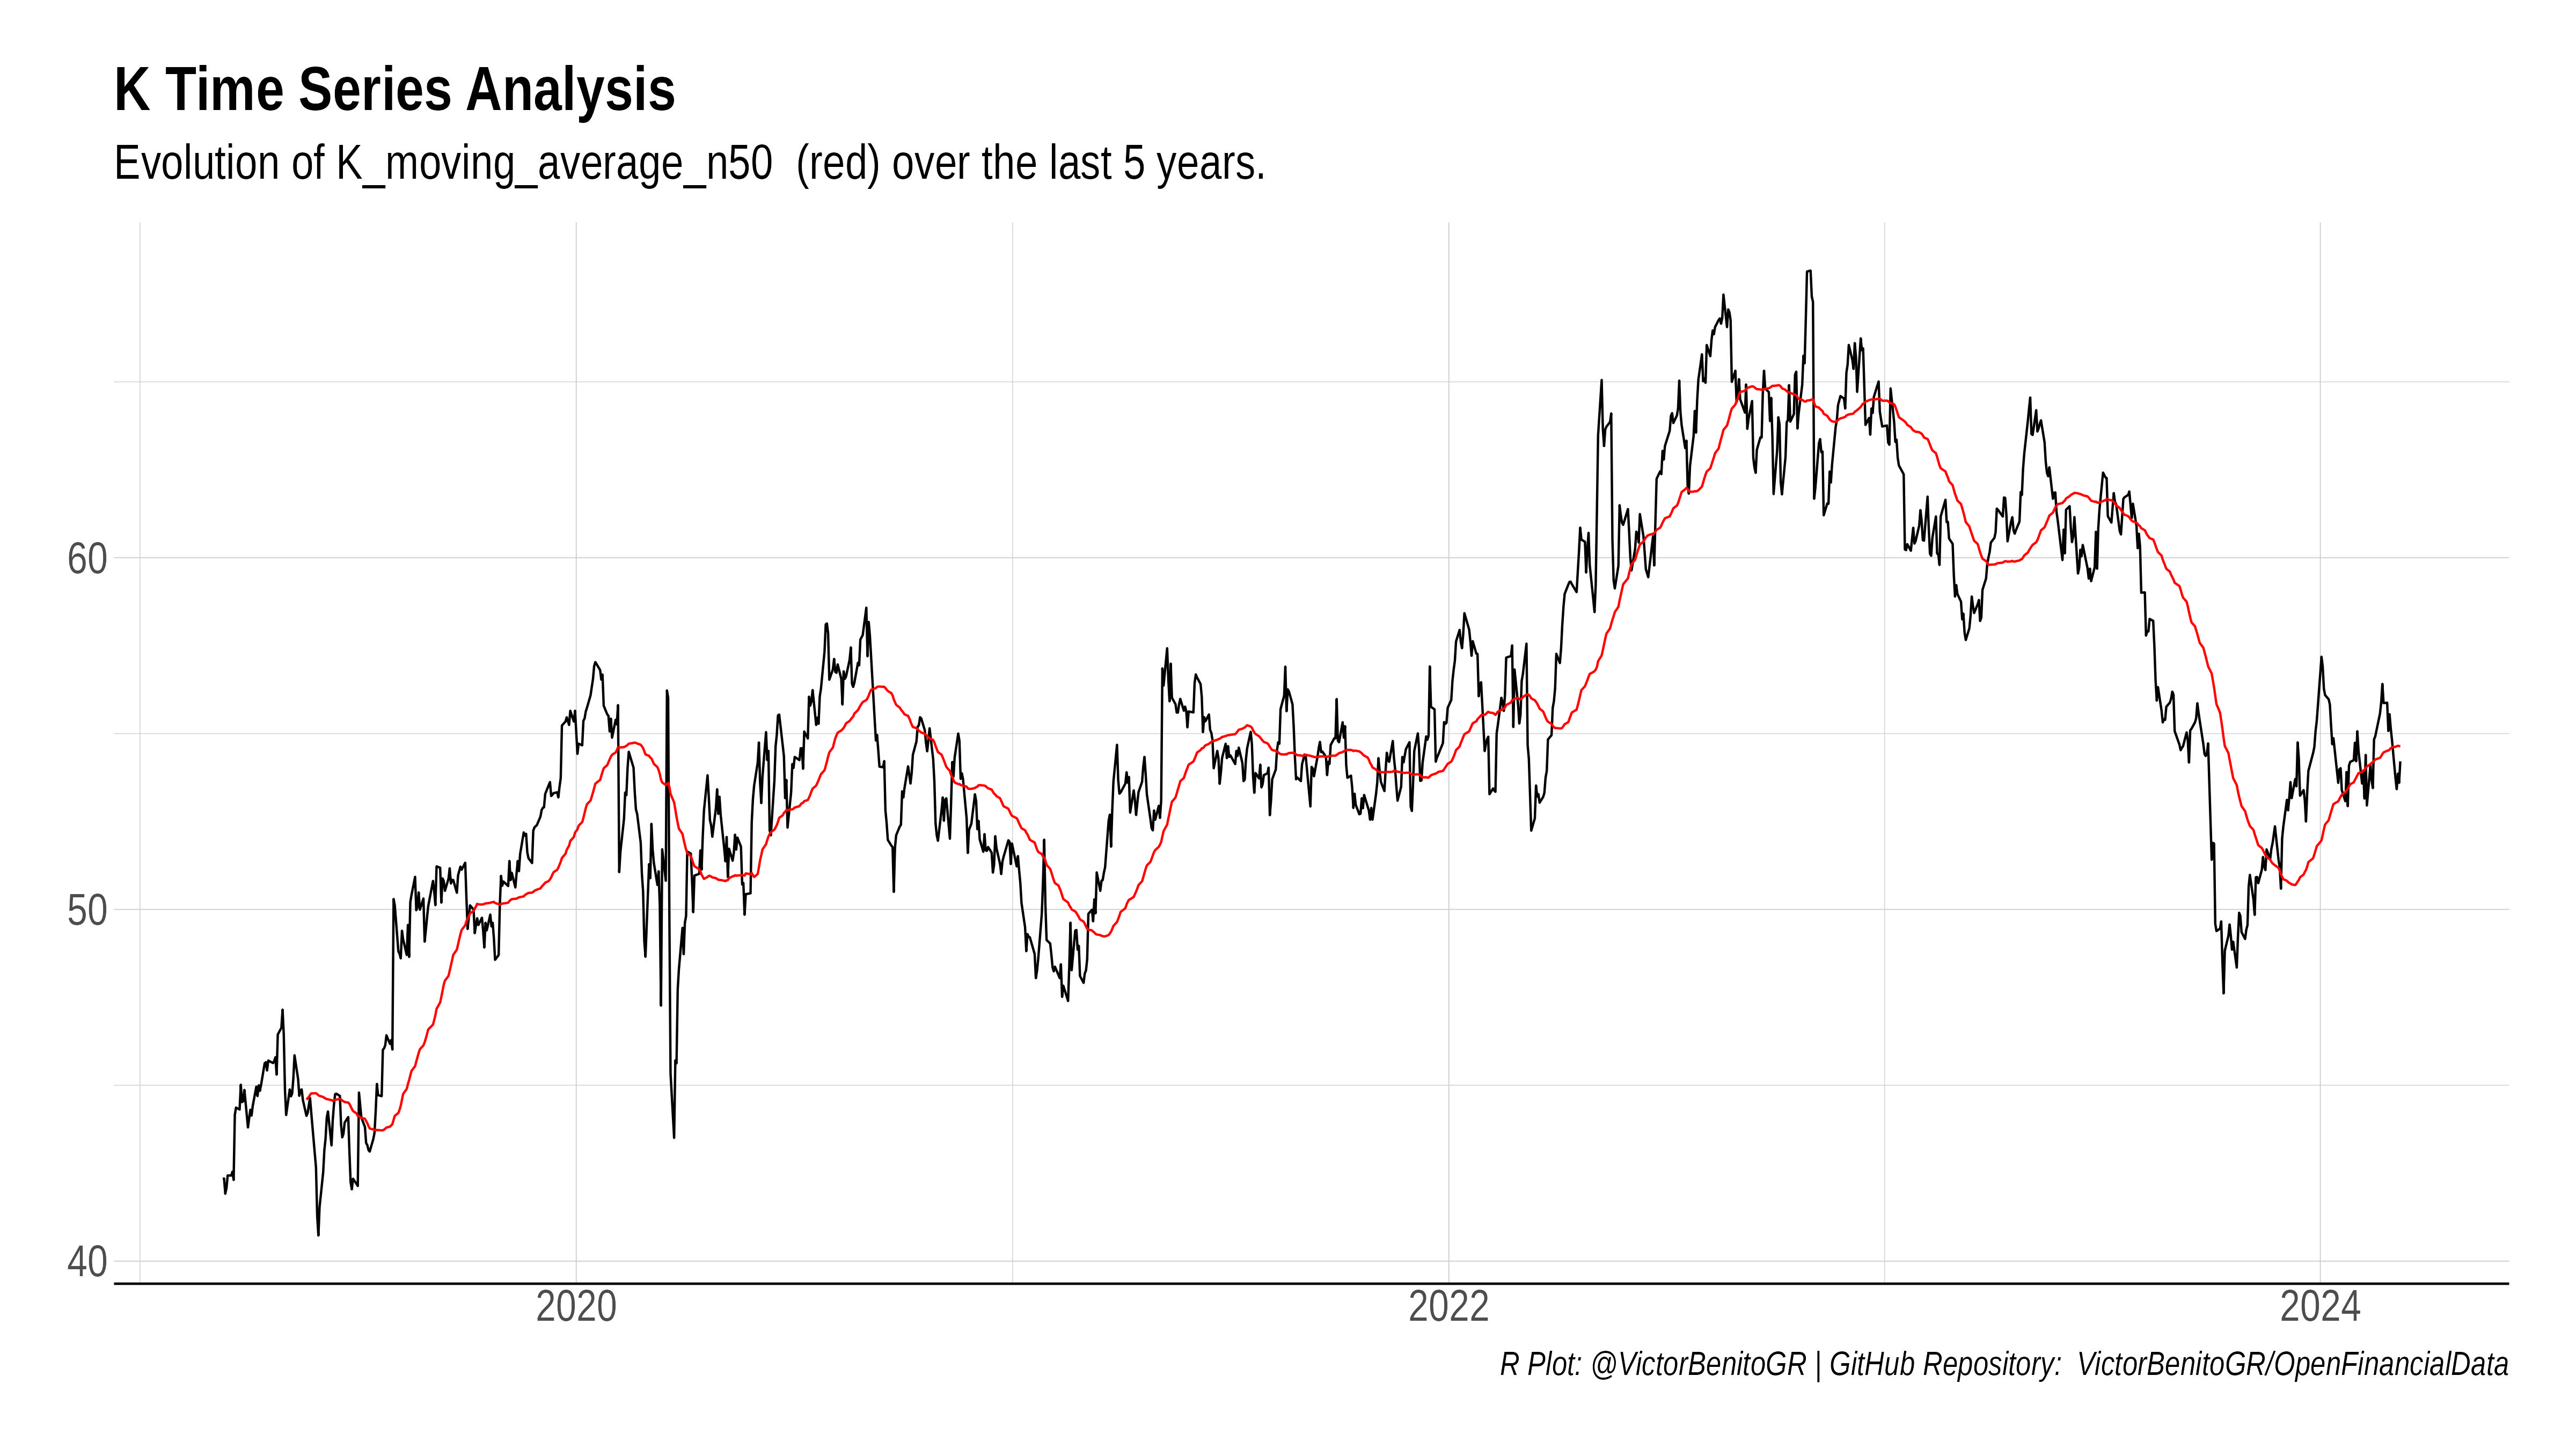 K Time Series Analysis
Evolution of K_moving_average_n50  (red) over the last 5 years.
60
50
40
2020
2022
2024
R Plot: @VictorBenitoGR | GitHub Repository:  VictorBenitoGR/OpenFinancialData